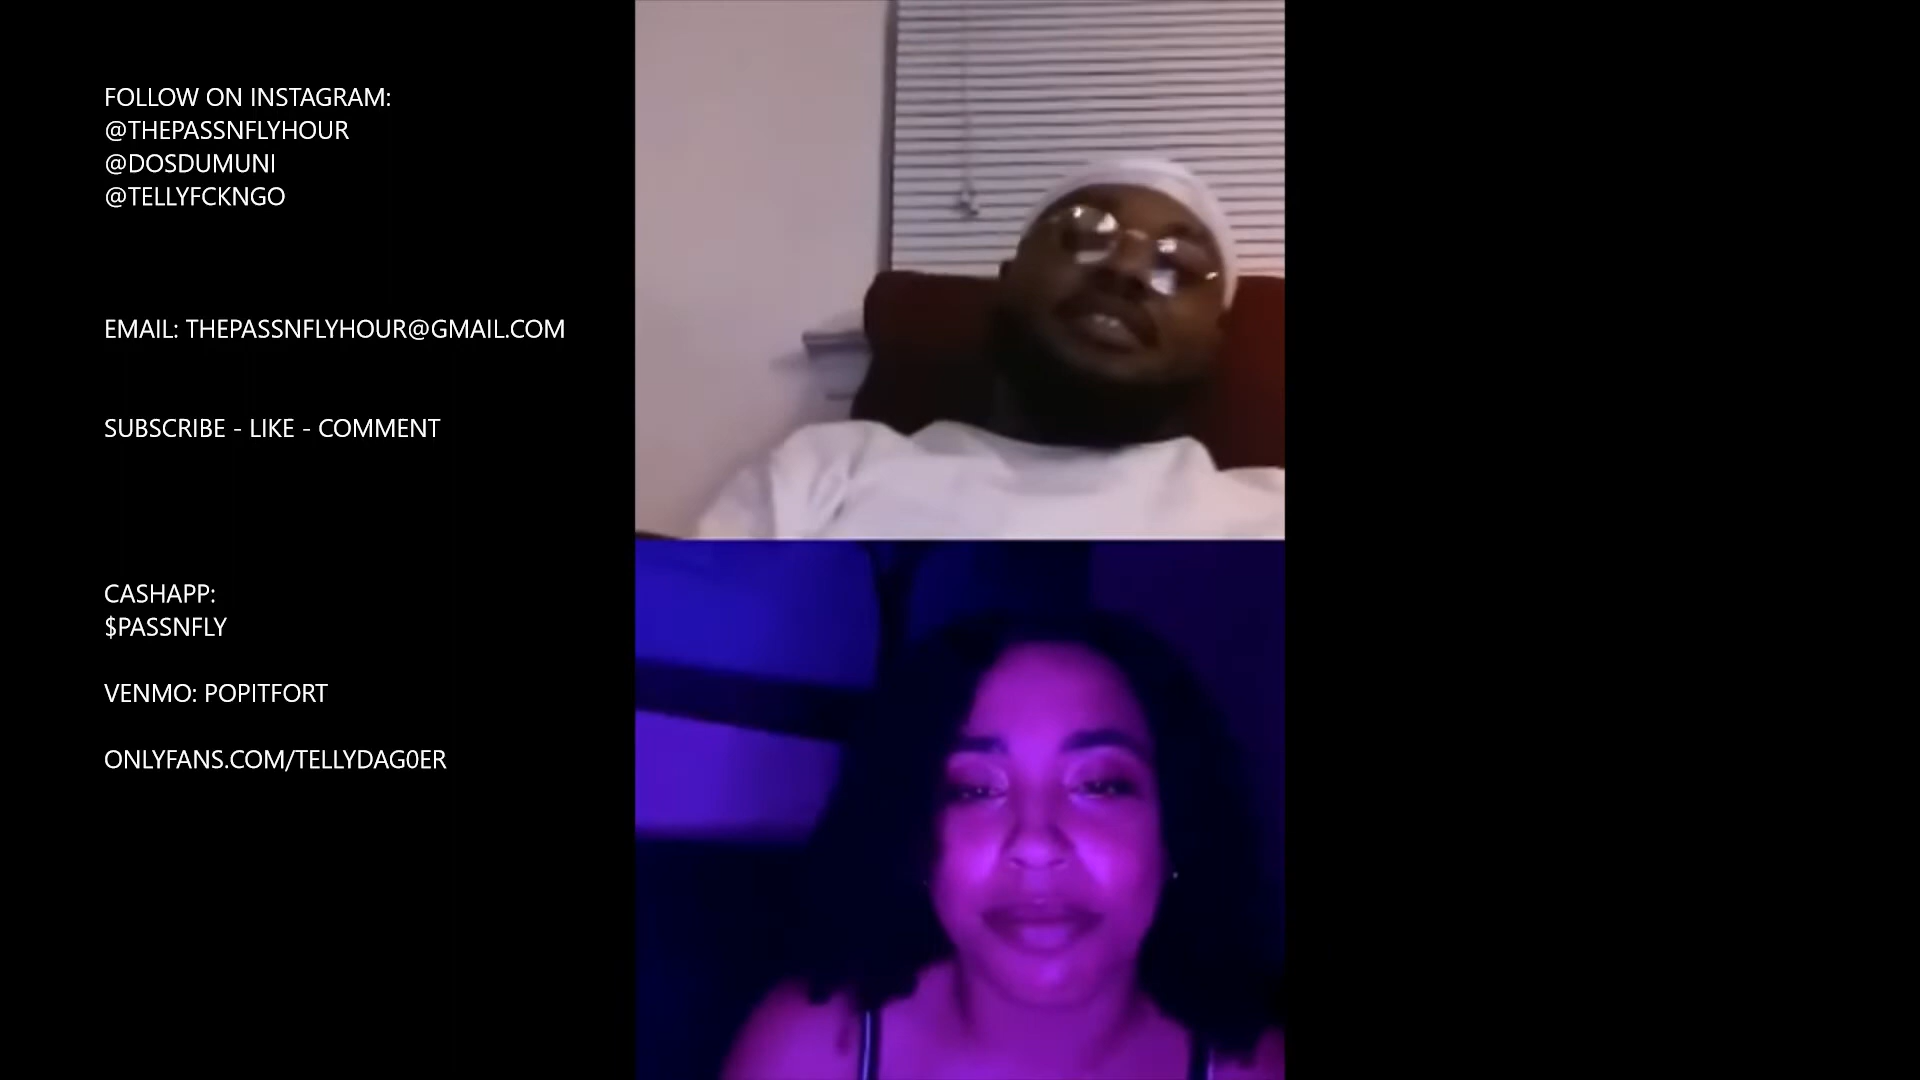 FOLLOW ON INSTAGRAM:
@THEPASSNFLYHOUR
@DOSDUMUNI
@TELLYFCKNGO
EMAIL: THEPASSNFLYHOUR@GMAIL.COM
SUBSCRIBE - LIKE - COMMENT
CASHAPP:
$PASSNFLY
VENMO: POPITFORT
ONLYFANS.COM/TELLYDAG0ER